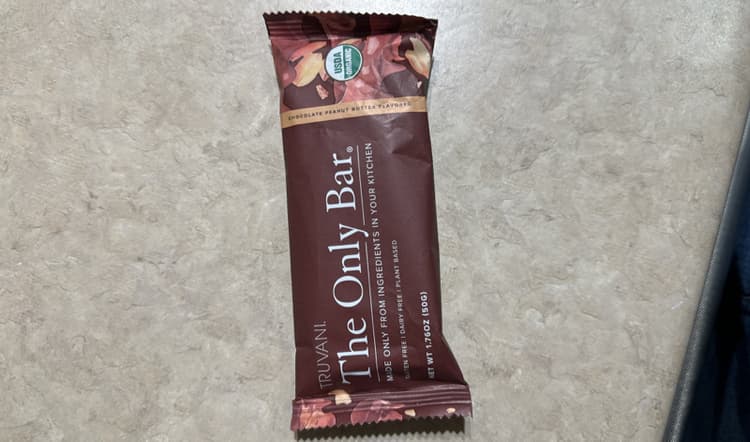 USDA
ORGANIC
CHOCOLATE PEANUT BUTTER FLAVORED
TRUVANI.
The Only Bar®
MADE ONLY FROM INGREDIENTS IN YOUR KITCHEN
GLUTEN FREE | DAIRY FREE | PLANT BASED
NET WT 1.76OZ (50G)